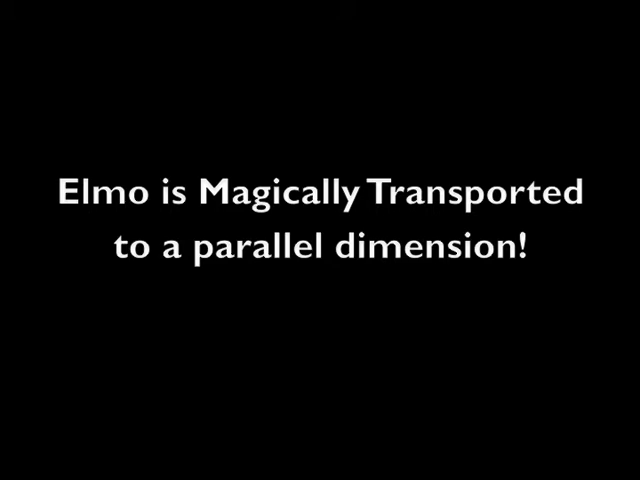 Elmo is Magically Transported
to a parallel dimension!